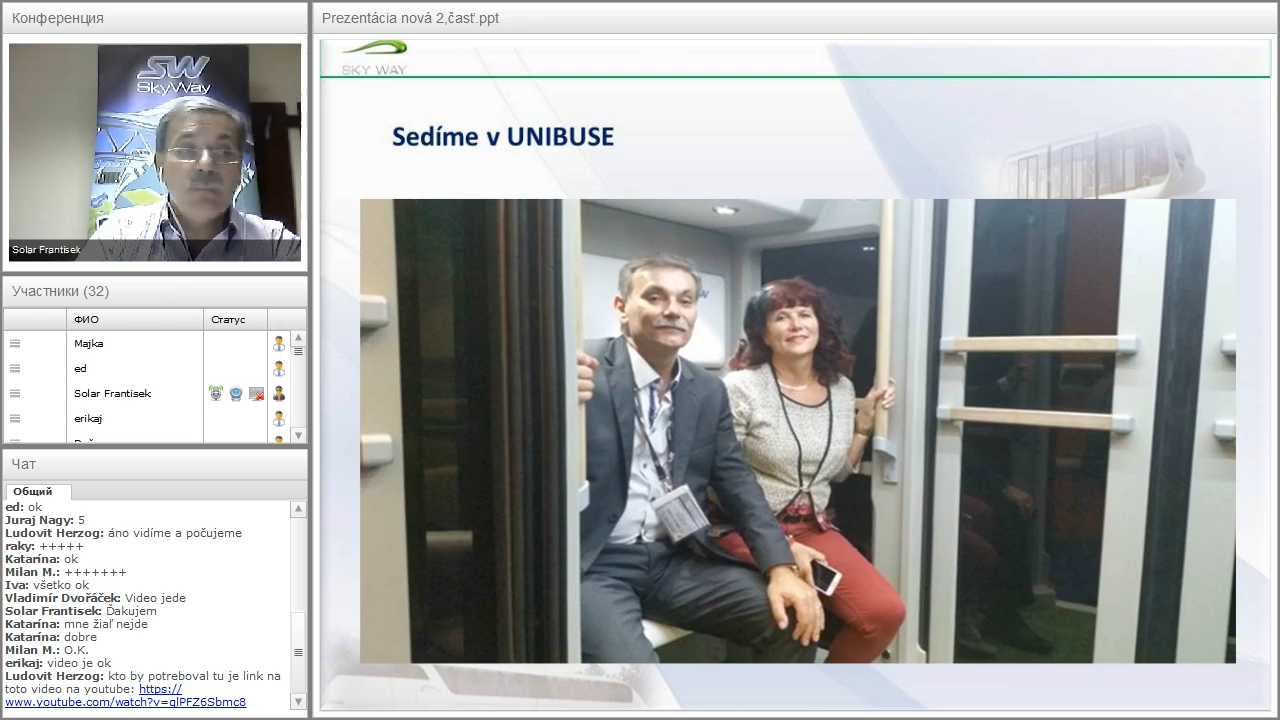 Конференция
SW
SkyWay
Solar Frantisek
Участники (32)
ФИО
Статус
Majka
ed
Solar Frantisek
erikaj
Чат
Общий
ed: ok
Juraj Nagy: 5
Ludovit Herzog: áno vidíme a počujeme
raky: +++++
Katarína: ok
Milan M.: +++++++
Iva: všetko ok
Vladimír Dvořáček: Video jede
Solar Frantisek: Ďakujem
Katarína: mne žiaľ nejde
Katarína: dobre
Milan M.: O.K.
erikaj: video je ok
Ludovit Herzog: kto by potreboval tu je link na
toto video na youtube: https://
www.youtube.com/watch?v=glPFZ6Sbmc8
Prezentácia nová 2,časť.ppt
SKY WAY
Sedíme v UNIBUSE